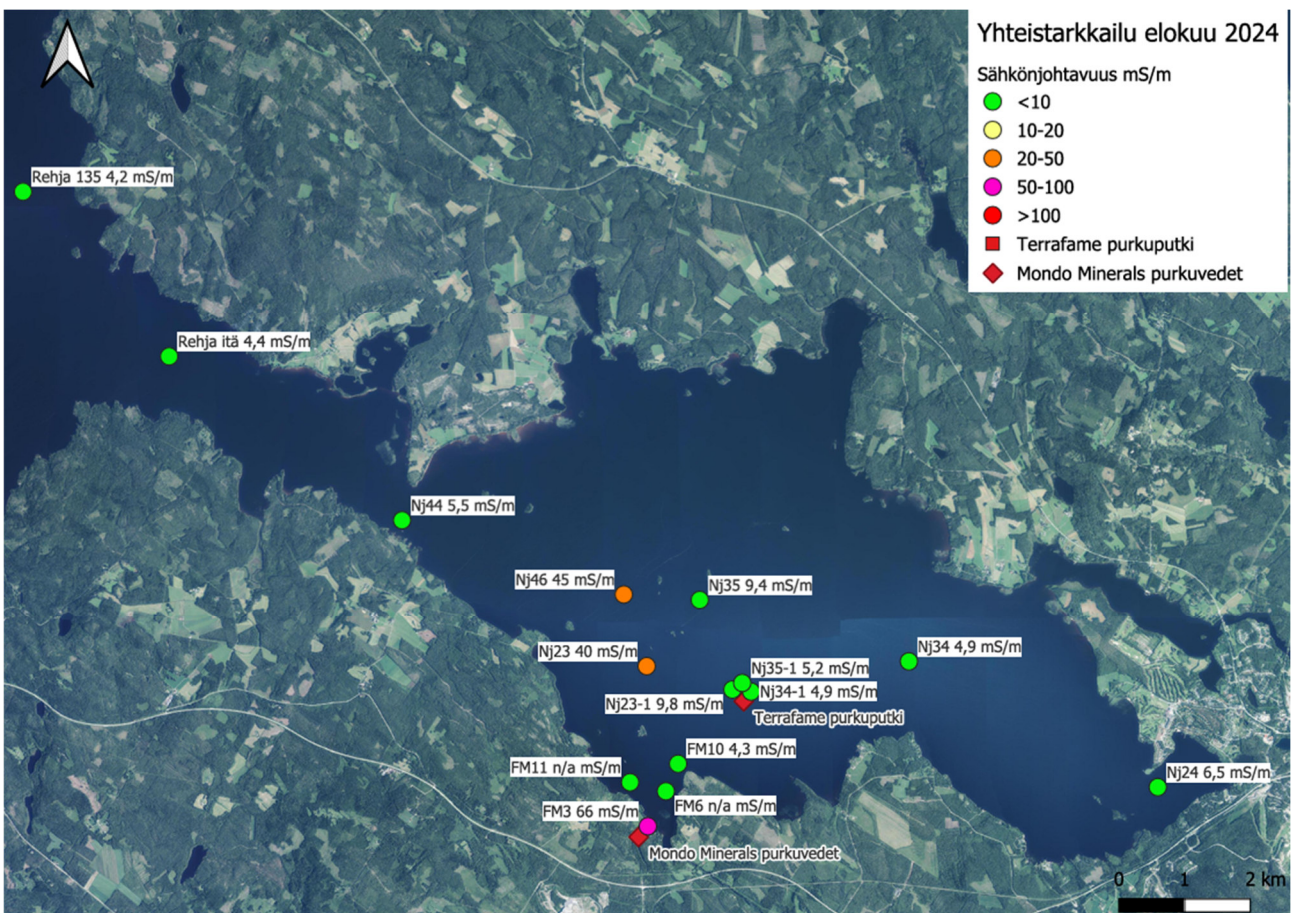 Yhteistarkkailu elokuu 2024
Sähkönjohtavuus mS/m
<10
10-20
20-50
50-100
>100
Terrafame purkuputki
Mondo Minerals purkuvedet
Rehja 135 4,2 mS/m
Rehja itä 4,4 mS/m
Nj44 5,5 mS/m
Nj46 45 mS/m
Nj35 9,4 mS/m
Nj23 40 mS/m
Nj34 4,9 mS/m
Nj35-1 5,2 mS/m
Nj34-1 4,9 mS/m
Nj23-1 9,8 mS/m
Terrafame purkuputki
FM10 4,3 mS/m
FM11 n/a mS/m
Nj24 6,5 mS/m
FM6 n/a mS/m
FM3 66 mS/m
Mondo Minerals purkuvedet
0 1 2 km